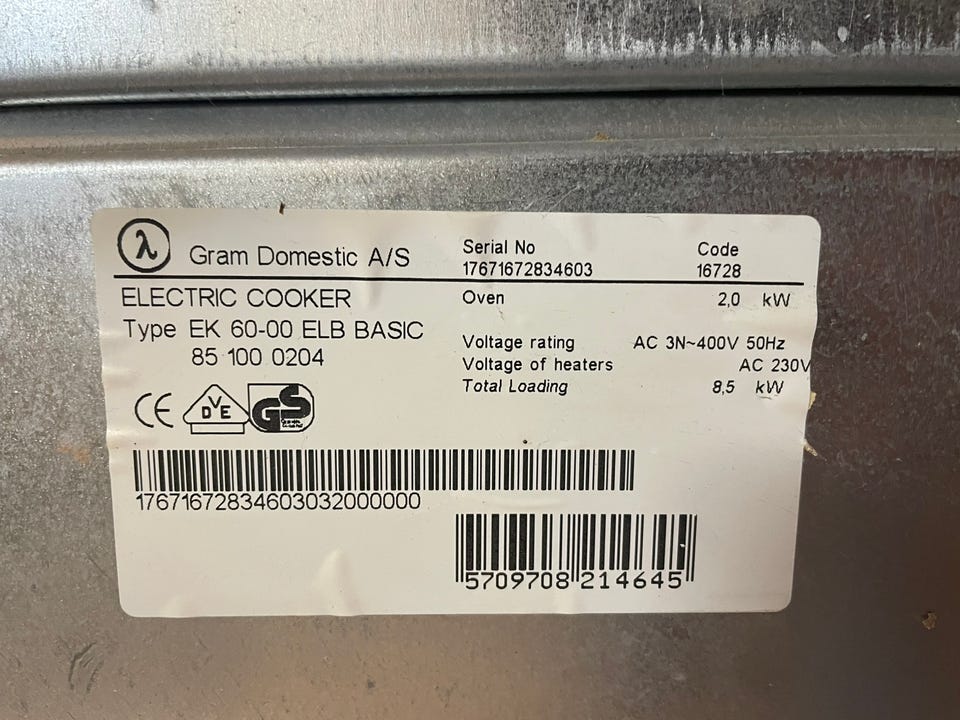 λ Gram Domestic A/S
Serial No Code
17671672834603 16728
ELECTRIC COOKER
Type EK 60-00 ELB BASIC
85 100 0204
Oven 2,0 kW
Voltage rating AC 3N~400V 50Hz
Voltage of heaters AC 230V
Total Loading 8,5 kW
CE VDE GS
17671672834603032000000
5709708 214645